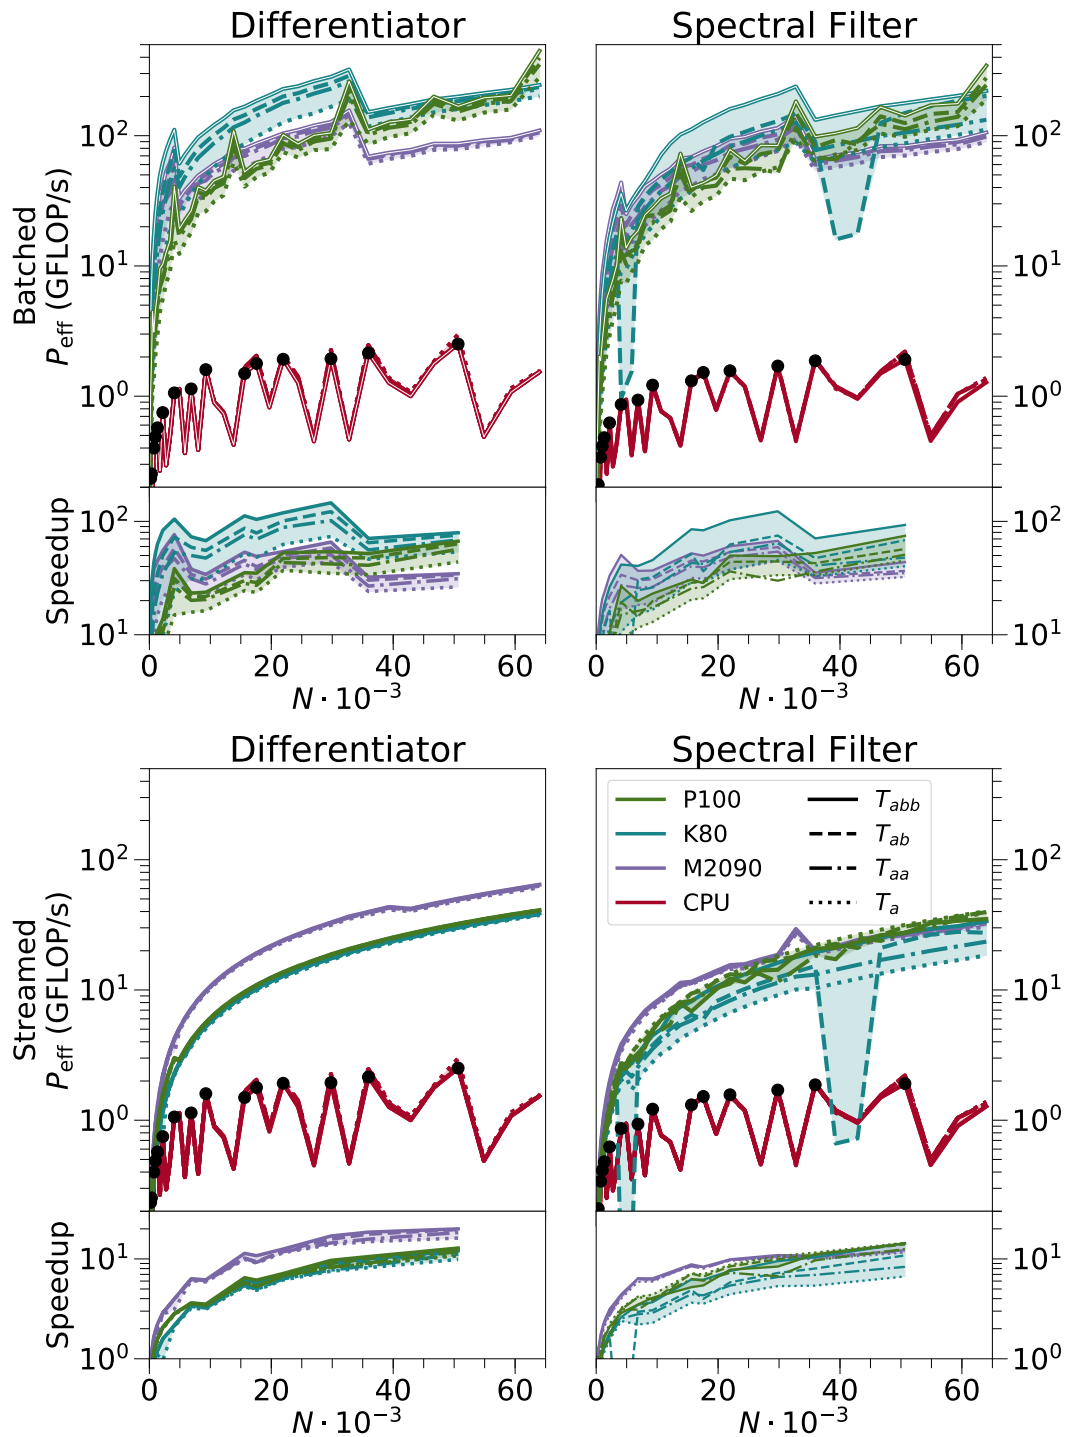 Differentiator Spectral Filter
Batched
P_eff (GFLOP/s)
10^2 10^2
10^1 10^1
10^0 10^0
Speedup
10^2 10^2
10^1 10^1
0 20 40 60 0 20 40 60
N · 10^−3 N · 10^−3
Differentiator Spectral Filter
Streamed
P_eff (GFLOP/s)
P100 T_abb
K80 T_ab
M2090 T_aa
CPU T_a
10^2 10^2
10^1 10^1
10^0 10^0
Speedup
10^1 10^1
10^0 10^0
0 20 40 60 0 20 40 60
N · 10^−3 N · 10^−3